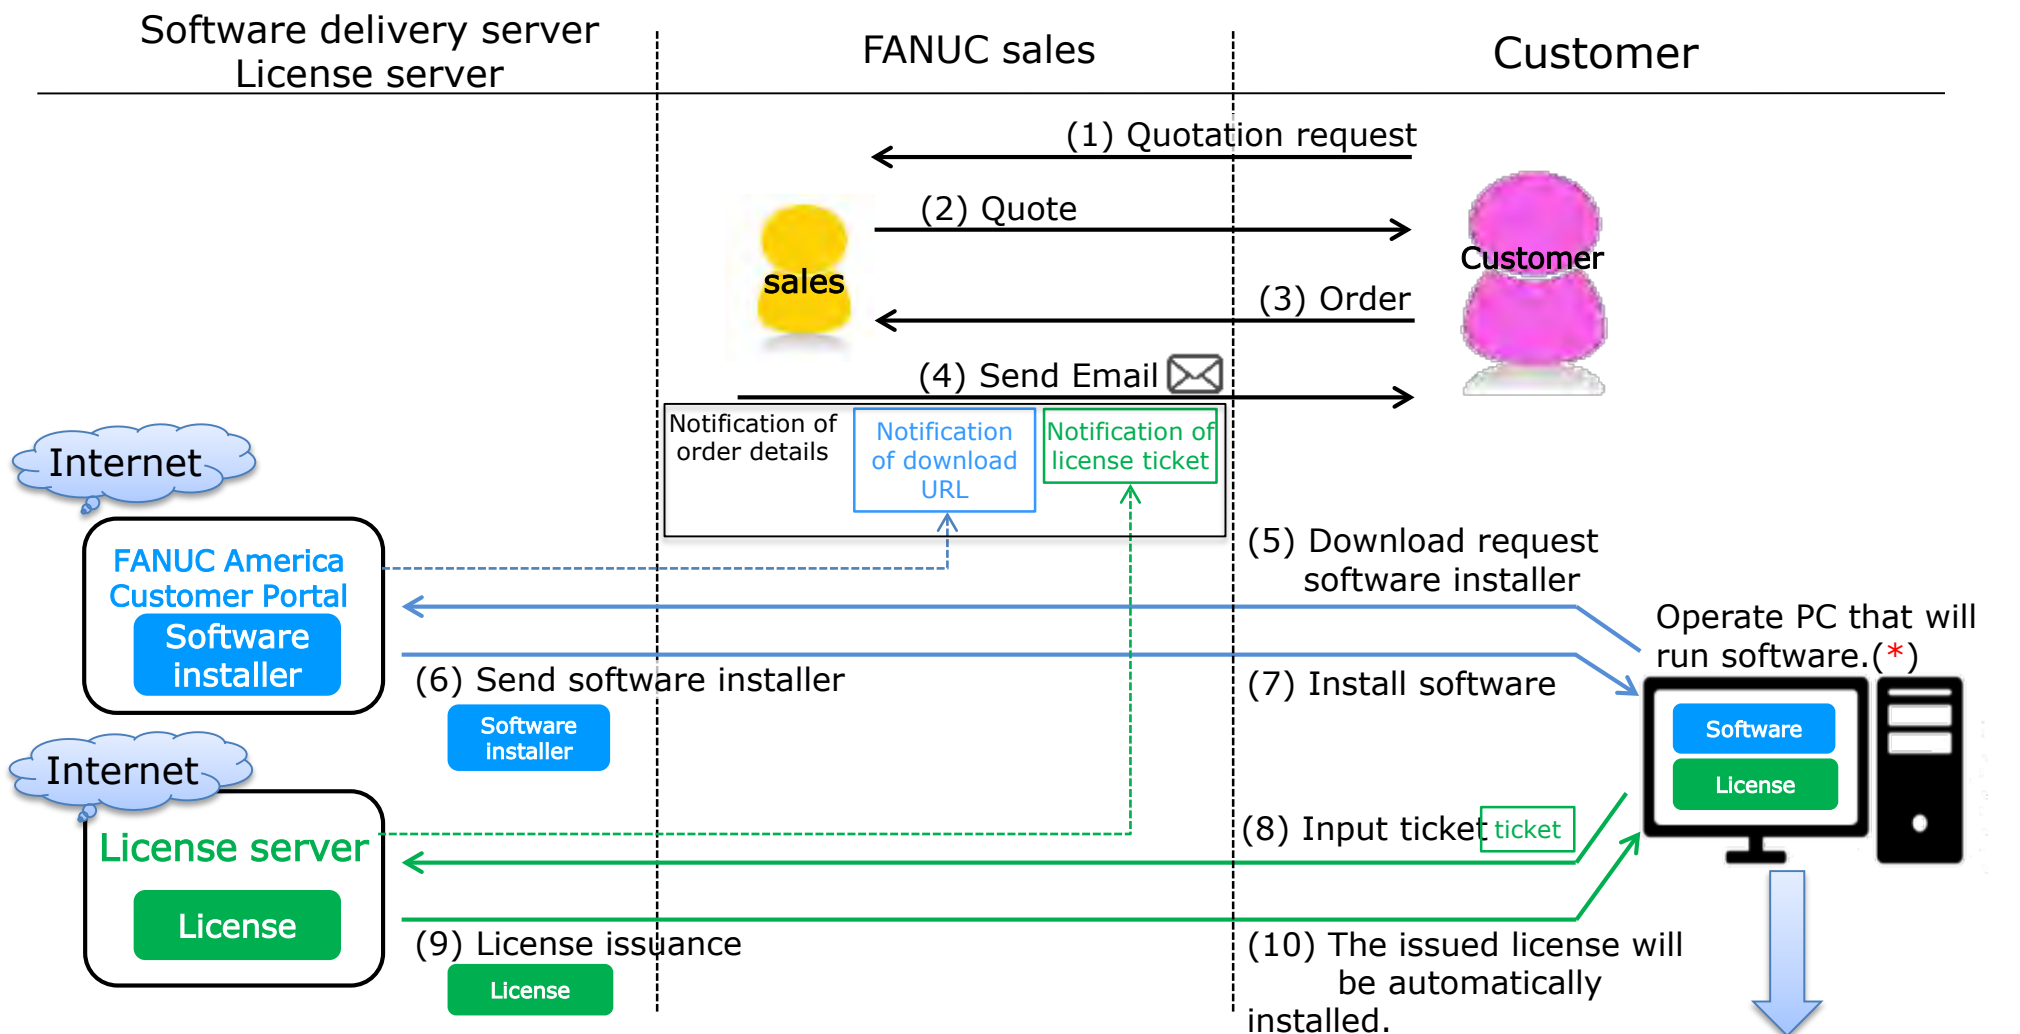 Software delivery server
License server
FANUC sales
Customer
(1) Quotation request
(2) Quote
sales
Customer
(3) Order
(4) Send Email
Notification of
order details
Notification
of download
URL
Notification of
license ticket
Internet
FANUC America
Customer Portal
Software
installer
(5) Download request
software installer
Operate PC that will
run software.(*)
(6) Send software installer
Software
installer
(7) Install software
Software
License
Internet
License server
License
(8) Input ticket
ticket
(9) License issuance
License
(10) The issued license will
be automatically
installed.